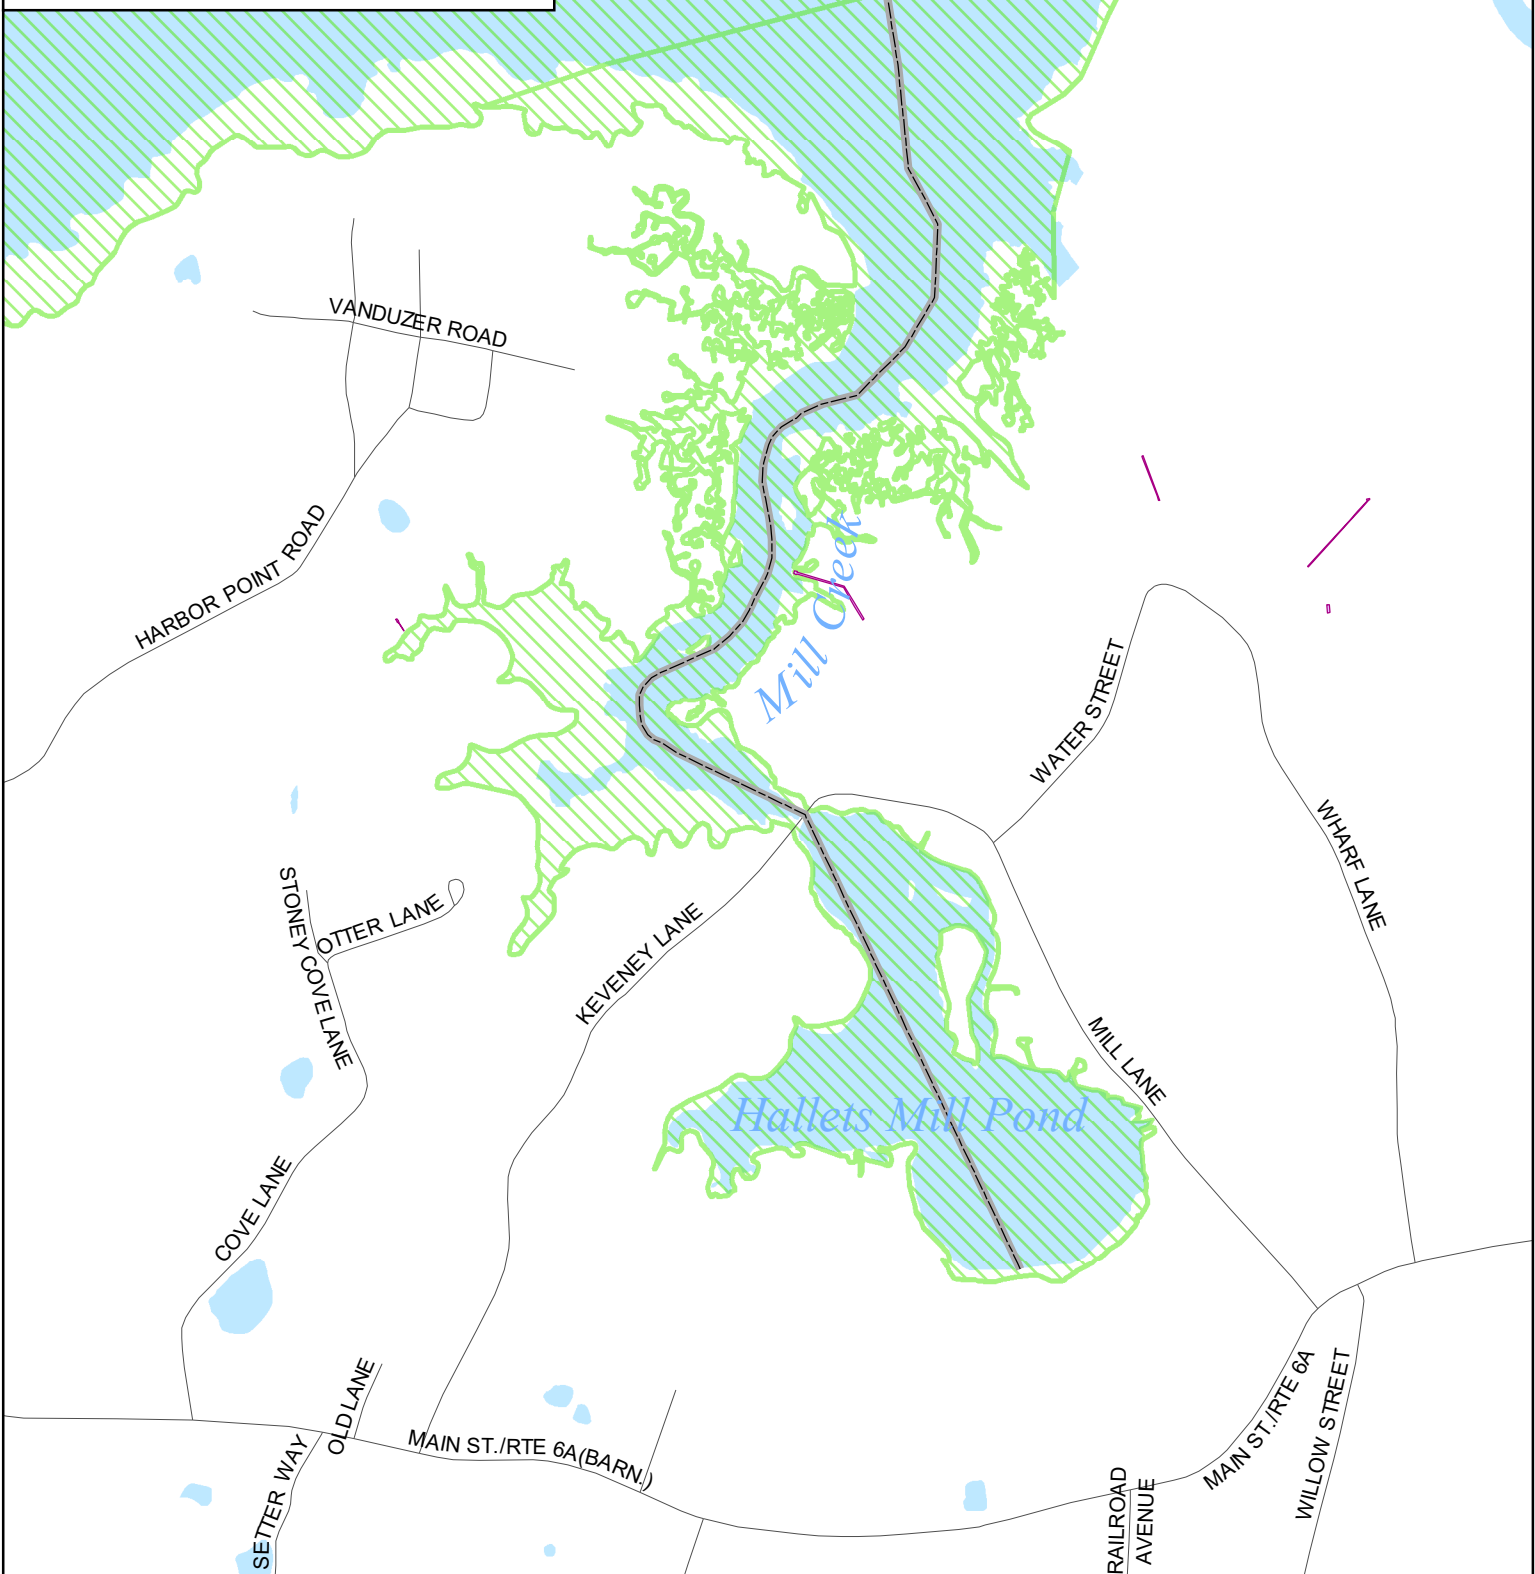 VANDUZER ROAD
HARBOR POINT ROAD
Mill Creek
WATER STREET
WHARF LANE
STONEY COVE LANE
OTTER LANE
KEVENEY LANE
MILL LANE
Hallets Mill Pond
COVE LANE
OLD LANE
MAIN ST./RTE 6A(BARN.)
SETTER WAY
MAIN ST./RTE 6A
WILLOW STREET
RAILROAD
AVENUE